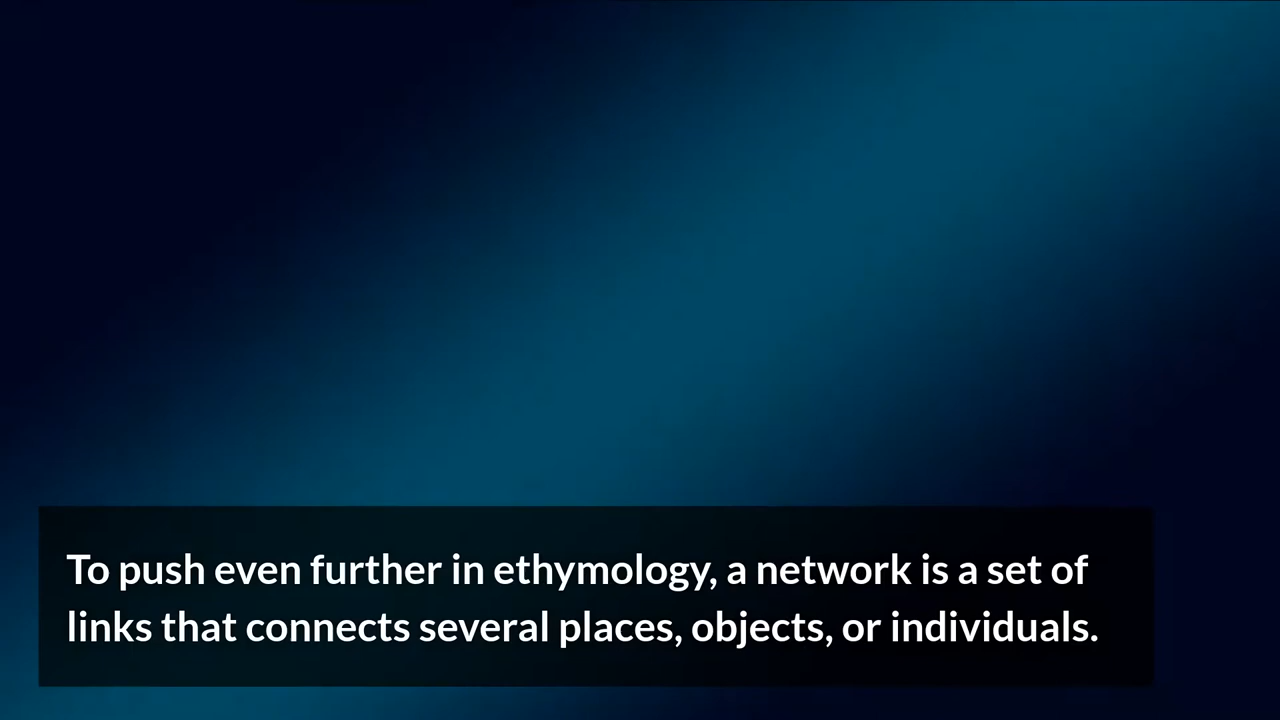 To push even further in ethymology, a network is a set of
links that connects several places, objects, or individuals.